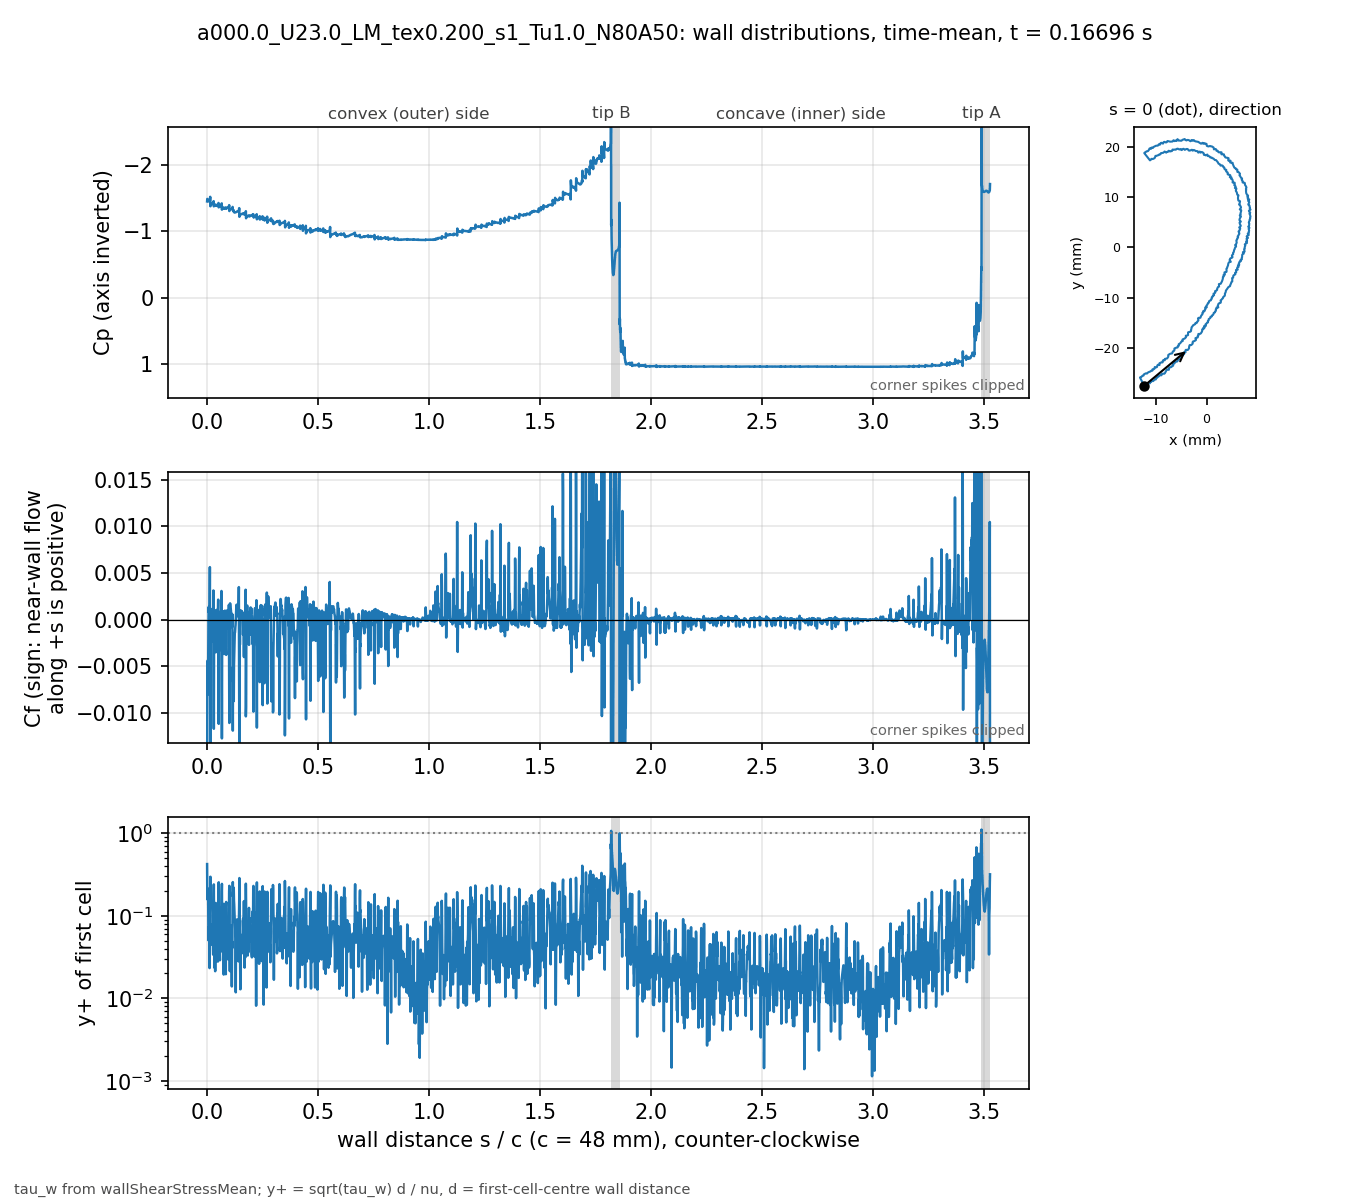 a000.0_U23.0_LM_tex0.200_s1_Tu1.0_N80A50: wall distributions, time-mean, t = 0.16696 s
convex (outer) side
tip B
concave (inner) side
tip A
Cp (axis inverted)
−2
−1
0
1
corner spikes clipped
0.0 0.5 1.0 1.5 2.0 2.5 3.0 3.5
s = 0 (dot), direction
y (mm)
20
10
0
−10
−20
−10 0
x (mm)
Cf (sign: near-wall flow
along +s is positive)
0.015
0.010
0.005
0.000
−0.005
−0.010
corner spikes clipped
0.0 0.5 1.0 1.5 2.0 2.5 3.0 3.5
y+ of first cell
10⁰
10⁻¹
10⁻²
10⁻³
0.0 0.5 1.0 1.5 2.0 2.5 3.0 3.5
wall distance s / c (c = 48 mm), counter-clockwise
tau_w from wallShearStressMean; y+ = sqrt(tau_w) d / nu, d = first-cell-centre wall distance